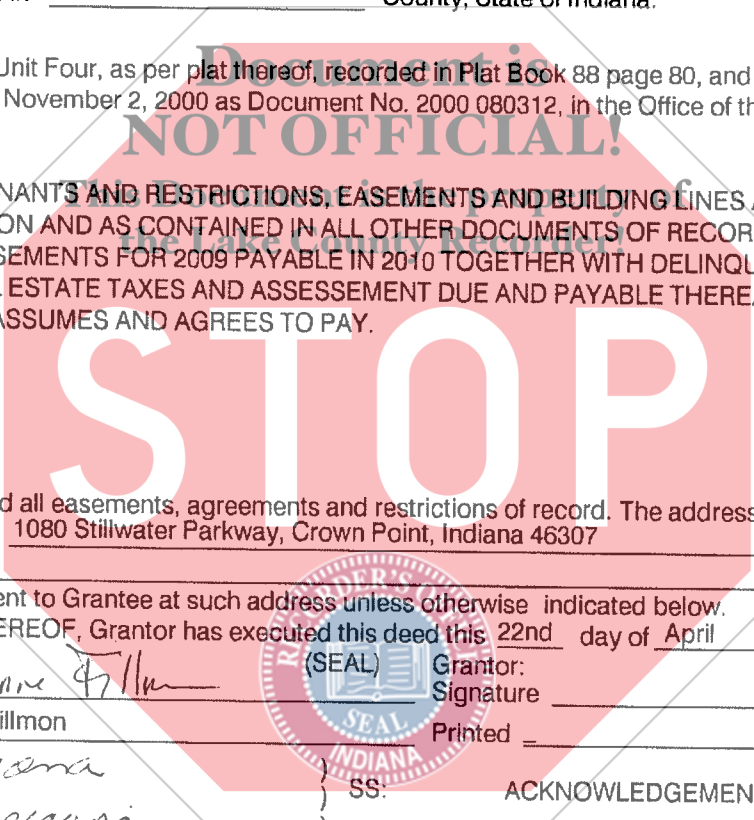 County, State of Indiana.
Unit Four, as per plat thereof, recorded in Plat Book 88 page 80, and
November 2, 2000 as Document No. 2000 080312, in the Office of th
Document is
NOT OFFICIAL!
This Document is the property of
the Lake County Recorder!
NANTS AND RESTRICTIONS, EASEMENTS AND BUILDING LINES
ON AND AS CONTAINED IN ALL OTHER DOCUMENTS OF RECOR
SEMENTS FOR 2009 PAYABLE IN 2010 TOGETHER WITH DELINQU
ESTATE TAXES AND ASSESSEMENT DUE AND PAYABLE THEREA
ASSUMES AND AGREES TO PAY.
STOP
d all easements, agreements and restrictions of record. The address
1080 Stillwater Parkway, Crown Point, Indiana 46307
ent to Grantee at such address unless otherwise indicated below.
EREOF, Grantor has executed this deed this 22nd day of April
(SEAL) Grantor:
Signature
illmon
Printed
RECORDER'S OFFICE
SEAL
INDIANA
SS: ACKNOWLEDGEMEN